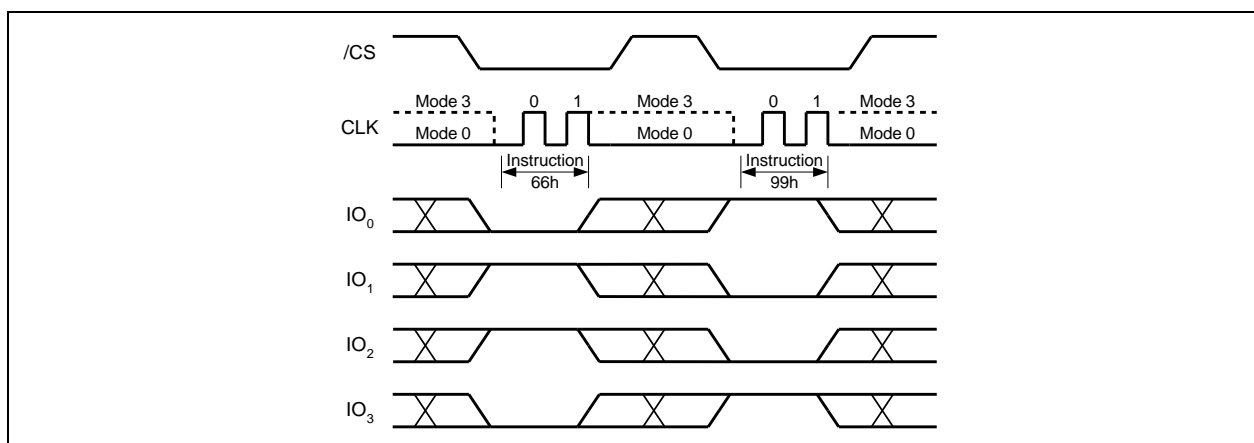 /CS
Mode 3 0 1 Mode 3 0 1 Mode 3
CLK Mode 0 Mode 0 Mode 0
Instruction Instruction
66h 99h
IO0
IO1
IO2
IO3